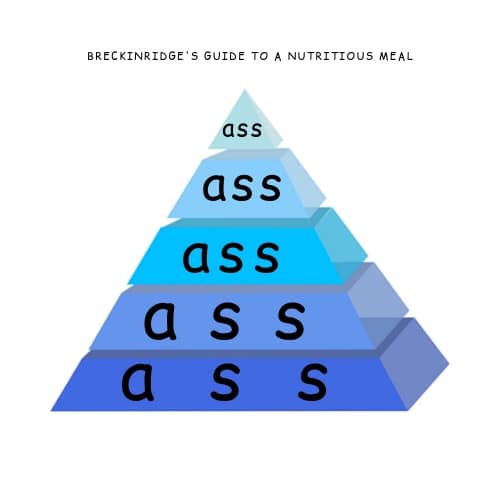 BRECKINRIDGE'S GUIDE TO A NUTRITIOUS MEAL
ass
ass
ass
a s s
a s s